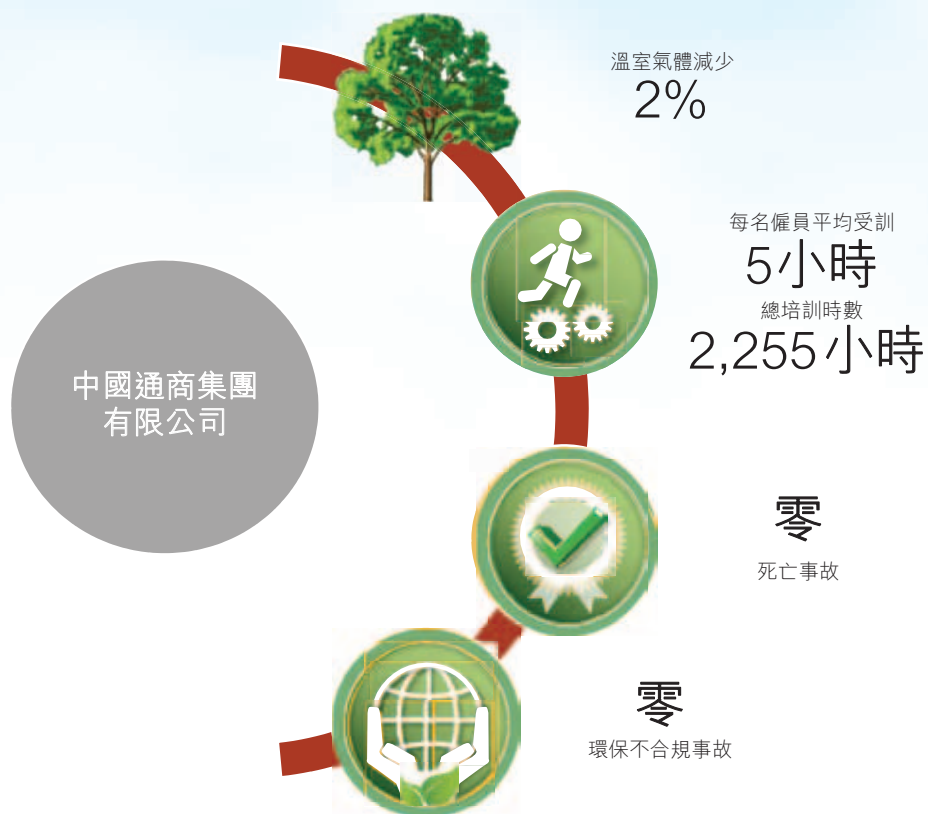 溫室氣體減少
2%
每名僱員平均受訓
5小時
總培訓時數
2,255小時
中國通商集團
有限公司
零
死亡事故
零
環保不合規事故